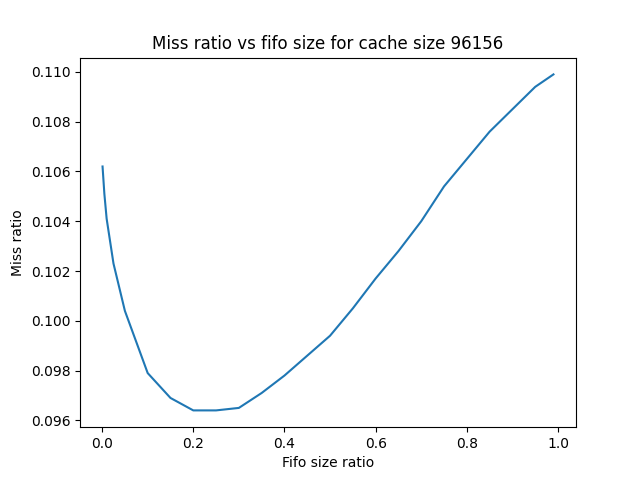 Miss ratio vs fifo size for cache size 96156
0.110
0.108
0.106
0.104
0.102
0.100
0.098
0.096
Miss ratio
0.0 0.2 0.4 0.6 0.8 1.0
Fifo size ratio